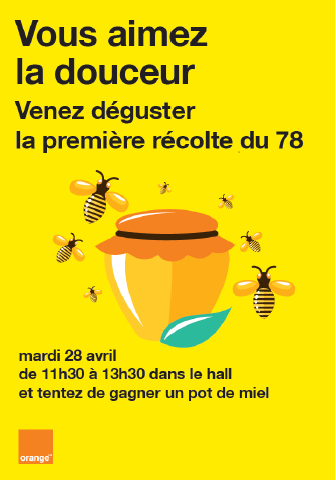 Vous aimez
la douceur
Venez déguster
la première récolte du 78
mardi 28 avril
de 11h30 à 13h30 dans le hall
et tentez de gagner un pot de miel
orange™